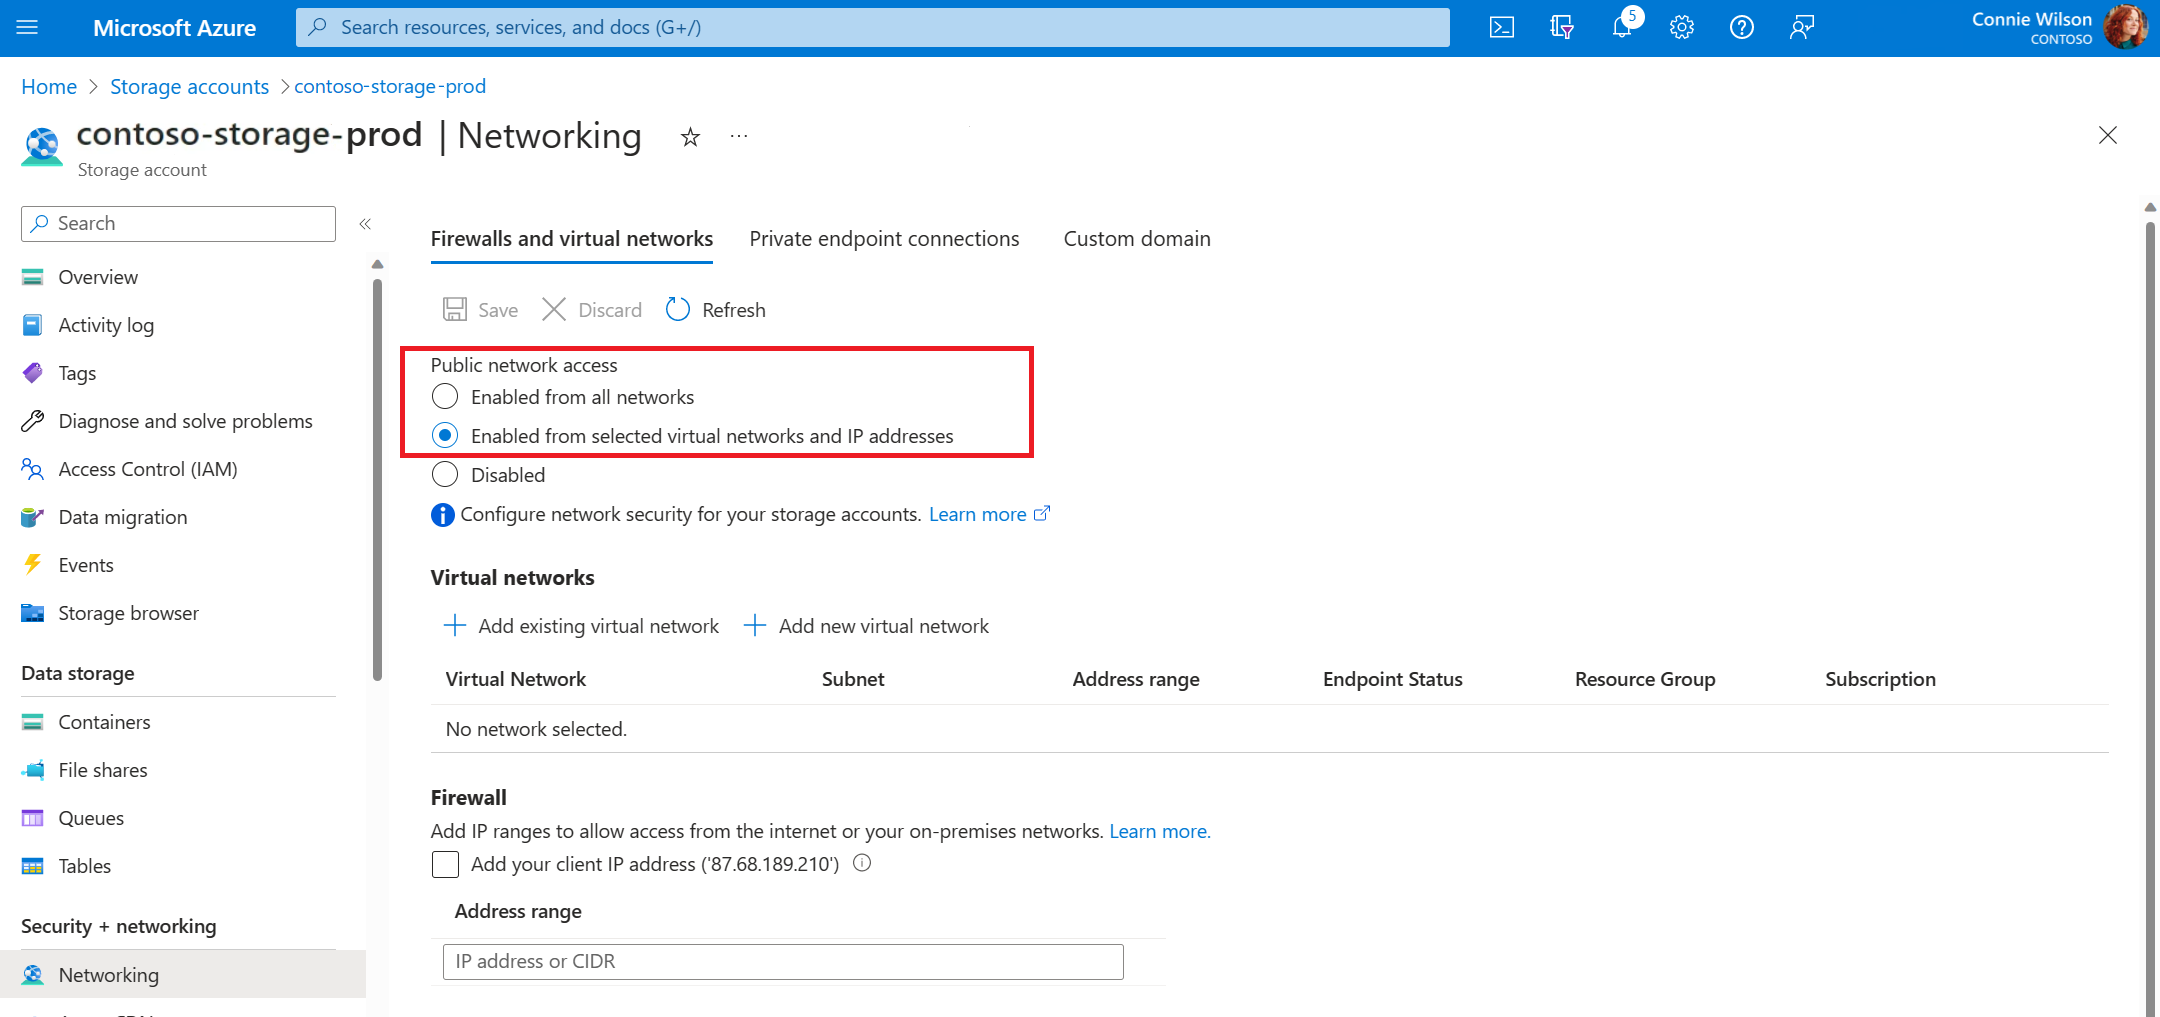 Microsoft Azure
Search resources, services, and docs (G+/)
5
Connie Wilson
CONTOSO
Home > Storage accounts > contoso-storage-prod
contoso-storage-prod | Networking
Storage account
Search
Overview
Activity log
Tags
Diagnose and solve problems
Access Control (IAM)
Data migration
Events
Storage browser
Data storage
Containers
File shares
Queues
Tables
Security + networking
Networking
Firewalls and virtual networks
Private endpoint connections
Custom domain
Save
Discard
Refresh
Public network access
Enabled from all networks
Enabled from selected virtual networks and IP addresses
Disabled
Configure network security for your storage accounts. Learn more
Virtual networks
Add existing virtual network
Add new virtual network
Virtual Network Subnet Address range Endpoint Status Resource Group Subscription
No network selected.
Firewall
Add IP ranges to allow access from the internet or your on-premises networks. Learn more.
Add your client IP address ('87.68.189.210')
Address range
IP address or CIDR